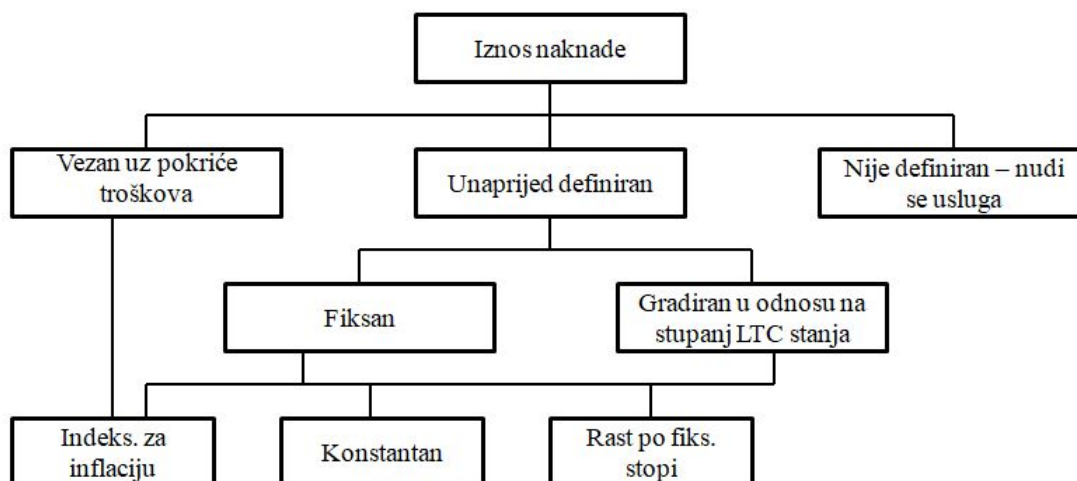 Iznos naknade
Vezan uz pokriće
troškova
Unaprijed definiran
Nije definiran – nudi
se usluga
Fiksan
Gradiran u odnosu na
stupanj LTC stanja
Indeks. za
inflaciju
Konstantan
Rast po fiks.
stopi